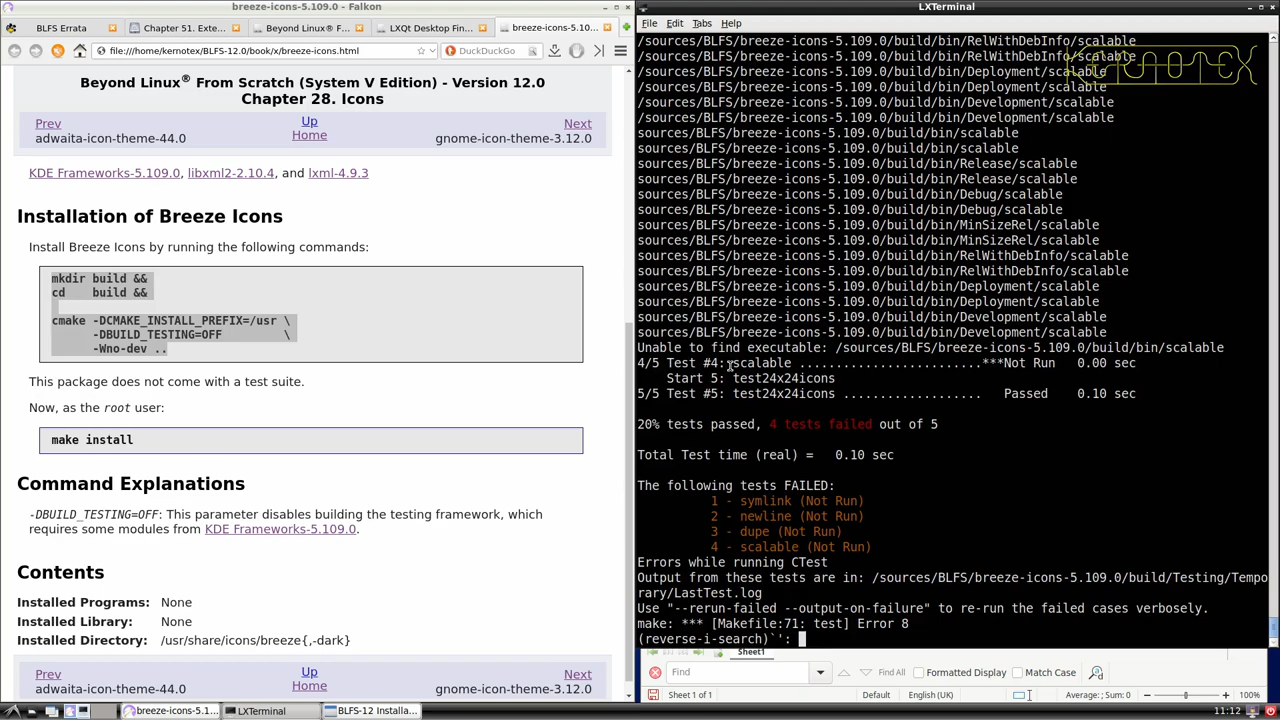 breeze-icons-5.109.0 - Falkon
BLFS Errata
Chapter 51. Exte
Beyond Linux® F
LXQt Desktop Fin
breeze-icons-5.10
file:///home/kernotex/BLFS-12.0/book/x/breeze-icons.html
DuckDuckGo
Beyond Linux® From Scratch (System V Edition) - Version 12.0
Chapter 28. Icons
Prev
Up
Next
adwaita-icon-theme-44.0
Home
gnome-icon-theme-3.12.0
KDE Frameworks-5.109.0, libxml2-2.10.4, and lxml-4.9.3
Installation of Breeze Icons
Install Breeze Icons by running the following commands:
mkdir build &&
cd    build &&
cmake -DCMAKE_INSTALL_PREFIX=/usr \
-DBUILD_TESTING=OFF         \
-Wno-dev ..
This package does not come with a test suite.
Now, as the root user:
make install
Command Explanations
-DBUILD_TESTING=OFF: This parameter disables building the testing framework, which
requires some modules from KDE Frameworks-5.109.0.
Contents
Installed Programs: None
Installed Library: None
Installed Directory: /usr/share/icons/breeze{,-dark}
Prev
Up
Next
adwaita-icon-theme-44.0
Home
gnome-icon-theme-3.12.0
LXTerminal
File Edit Tabs Help
/sources/BLFS/breeze-icons-5.109.0/build/bin/RelWithDebInfo/scalable
/sources/BLFS/breeze-icons-5.109.0/build/bin/RelWithDebInfo/scalable
/sources/BLFS/breeze-icons-5.109.0/build/bin/Deployment/scalable
/sources/BLFS/breeze-icons-5.109.0/build/bin/Deployment/scalable
/sources/BLFS/breeze-icons-5.109.0/build/bin/Development/scalable
/sources/BLFS/breeze-icons-5.109.0/build/bin/Development/scalable
sources/BLFS/breeze-icons-5.109.0/build/bin/scalable
sources/BLFS/breeze-icons-5.109.0/build/bin/scalable
sources/BLFS/breeze-icons-5.109.0/build/bin/Release/scalable
sources/BLFS/breeze-icons-5.109.0/build/bin/Release/scalable
sources/BLFS/breeze-icons-5.109.0/build/bin/Debug/scalable
sources/BLFS/breeze-icons-5.109.0/build/bin/Debug/scalable
sources/BLFS/breeze-icons-5.109.0/build/bin/MinSizeRel/scalable
sources/BLFS/breeze-icons-5.109.0/build/bin/MinSizeRel/scalable
sources/BLFS/breeze-icons-5.109.0/build/bin/RelWithDebInfo/scalable
sources/BLFS/breeze-icons-5.109.0/build/bin/RelWithDebInfo/scalable
sources/BLFS/breeze-icons-5.109.0/build/bin/Deployment/scalable
sources/BLFS/breeze-icons-5.109.0/build/bin/Deployment/scalable
sources/BLFS/breeze-icons-5.109.0/build/bin/Development/scalable
sources/BLFS/breeze-icons-5.109.0/build/bin/Development/scalable
Unable to find executable: /sources/BLFS/breeze-icons-5.109.0/build/bin/scalable
4/5 Test #4: scalable .........................***Not Run   0.00 sec
Start 5: test24x24icons
5/5 Test #5: test24x24icons ...................   Passed    0.10 sec
20% tests passed, 4 tests failed out of 5
Total Test time (real) =   0.10 sec
The following tests FAILED:
1 - symlink (Not Run)
2 - newline (Not Run)
3 - dupe (Not Run)
4 - scalable (Not Run)
Errors while running CTest
Output from these tests are in: /sources/BLFS/breeze-icons-5.109.0/build/Testing/Tempo
rary/LastTest.log
Use "--rerun-failed --output-on-failure" to re-run the failed cases verbosely.
make: *** [Makefile:71: test] Error 8
(reverse-i-search)`':
KERNOTEX
Sheet1
Find
Find All
Formatted Display
Match Case
Sheet 1 of 1
Default
English (UK)
Average: ; Sum: 0
100%
breeze-icons-5.1...
LXTerminal
BLFS-12 Installa...
11:12